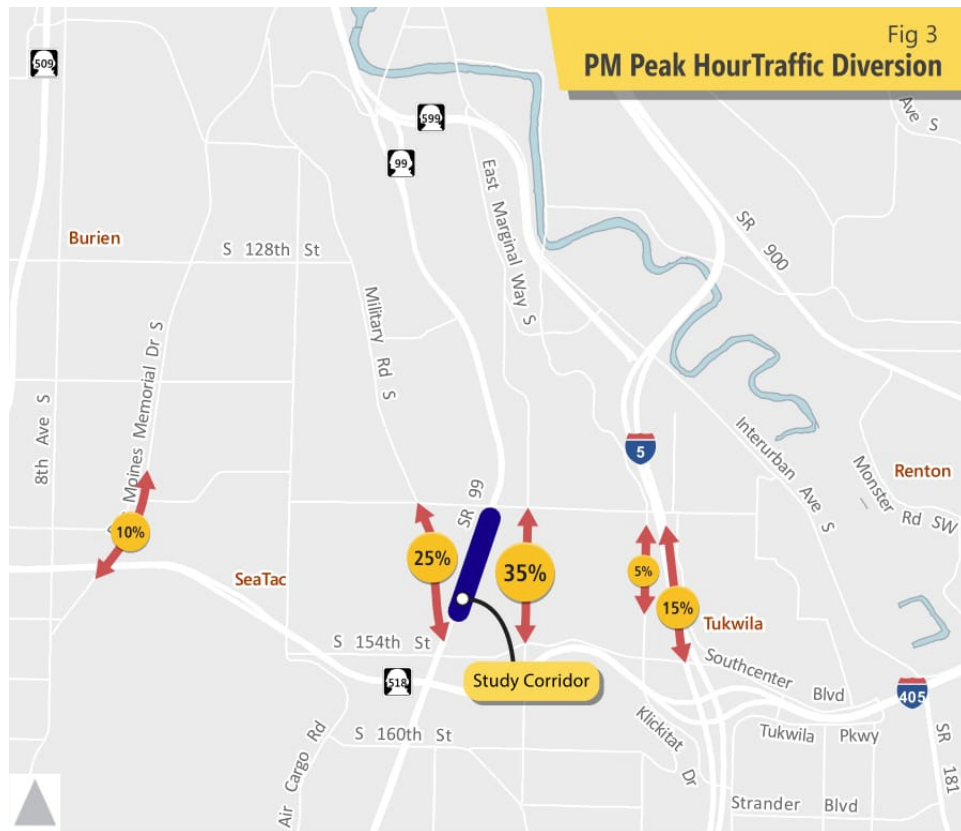 Fig 3
PM Peak HourTraffic Diversion
509
599
99
Ave S
East Marginal Way S
SR 900
Burien
S 128th St
Military Rd S
Des Moines Memorial Dr S
8th Ave S
5
Interurban Ave S
Renton
Monster Rd SW
SR 99
10%
25%
35%
5%
15%
SeaTac
Tukwila
S 154th St
Study Corridor
Southcenter Blvd
518
405
S 160th St
Klickitat Dr
Tukwila Pkwy
SR 181
Air Cargo Rd
Strander Blvd